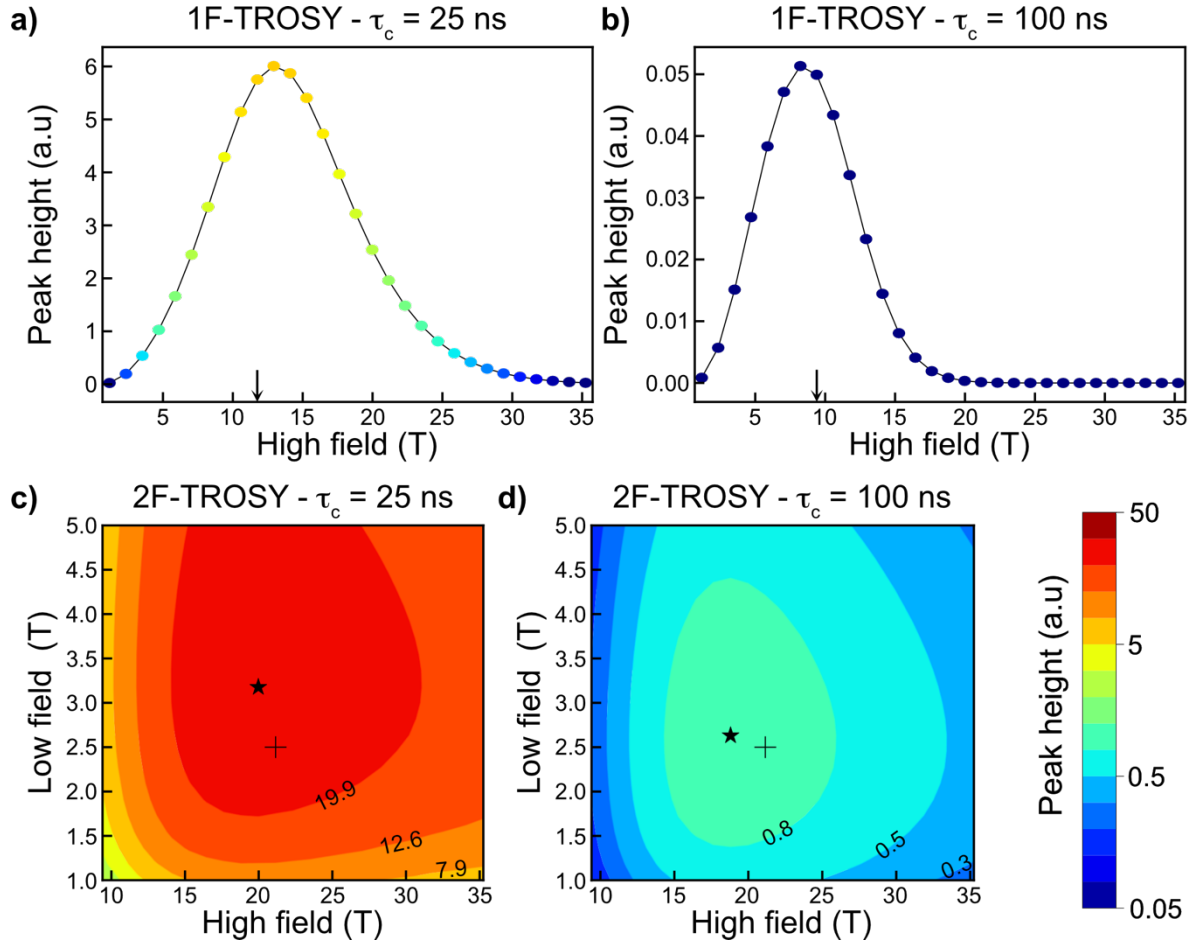 a) 1F-TROSY - τc = 25 ns
Peak height (a.u)
6
5
4
3
2
1
0
5 10 15 20 25 30 35
High field (T)
b) 1F-TROSY - τc = 100 ns
Peak height (a.u)
0.05
0.04
0.03
0.02
0.01
0.00
5 10 15 20 25 30 35
High field (T)
c) 2F-TROSY - τc = 25 ns
Low field (T)
5.0
4.5
4.0
3.5
3.0
2.5
2.0
1.5
1.0
19.9
12.6
7.9
10 15 20 25 30 35
High field (T)
d) 2F-TROSY - τc = 100 ns
Low field (T)
5.0
4.5
4.0
3.5
3.0
2.5
2.0
1.5
1.0
0.8
0.5
0.3
10 15 20 25 30 35
High field (T)
Peak height (a.u)
50
5
0.5
0.05